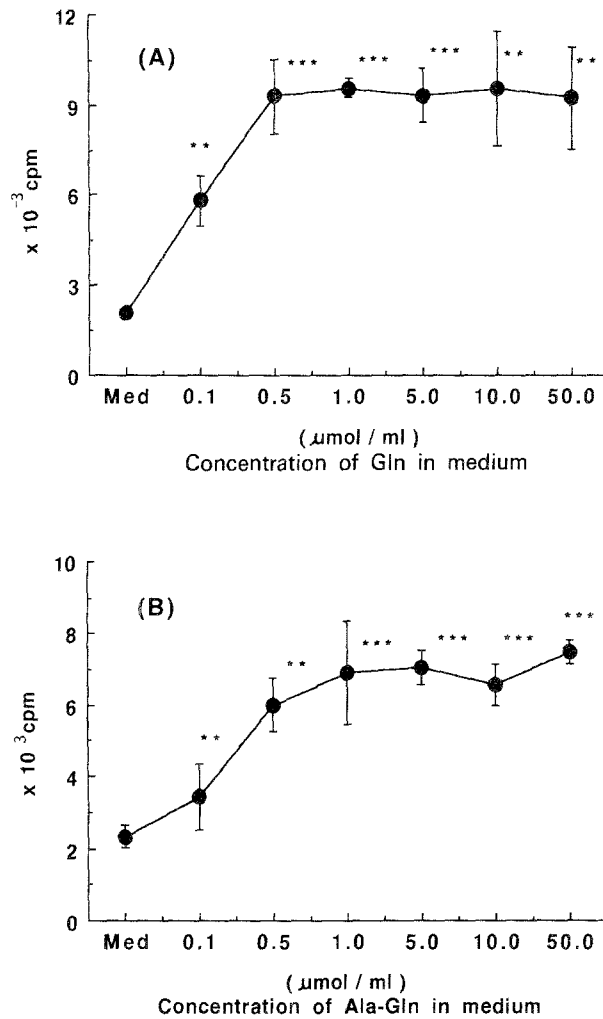 12
(A)
***
***
***
**
**
9
**
6
3
0
x 10⁻³ cpm
Med 0.1 0.5 1.0 5.0 10.0 50.0
(μmol / ml)
Concentration of Gln in medium
10
(B)
***
8
***
***
***
**
6
**
4
2
0
x 10³ cpm
Med 0.1 0.5 1.0 5.0 10.0 50.0
(μmol / ml)
Concentration of Ala-Gln in medium